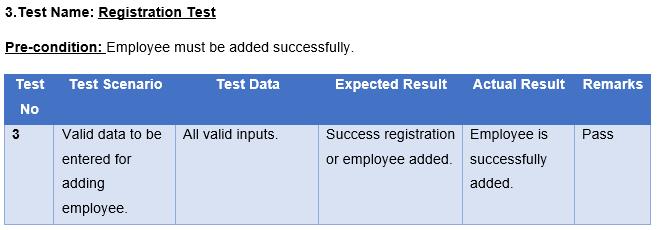 3.Test Name: Registration Test
Pre-condition: Employee must be added successfully.
Test No
Test Scenario
Test Data
Expected Result
Actual Result
Remarks
3
Valid data to be
entered for
adding
employee.
All valid inputs.
Success registration
or employee added.
Employee is
successfully
added.
Pass